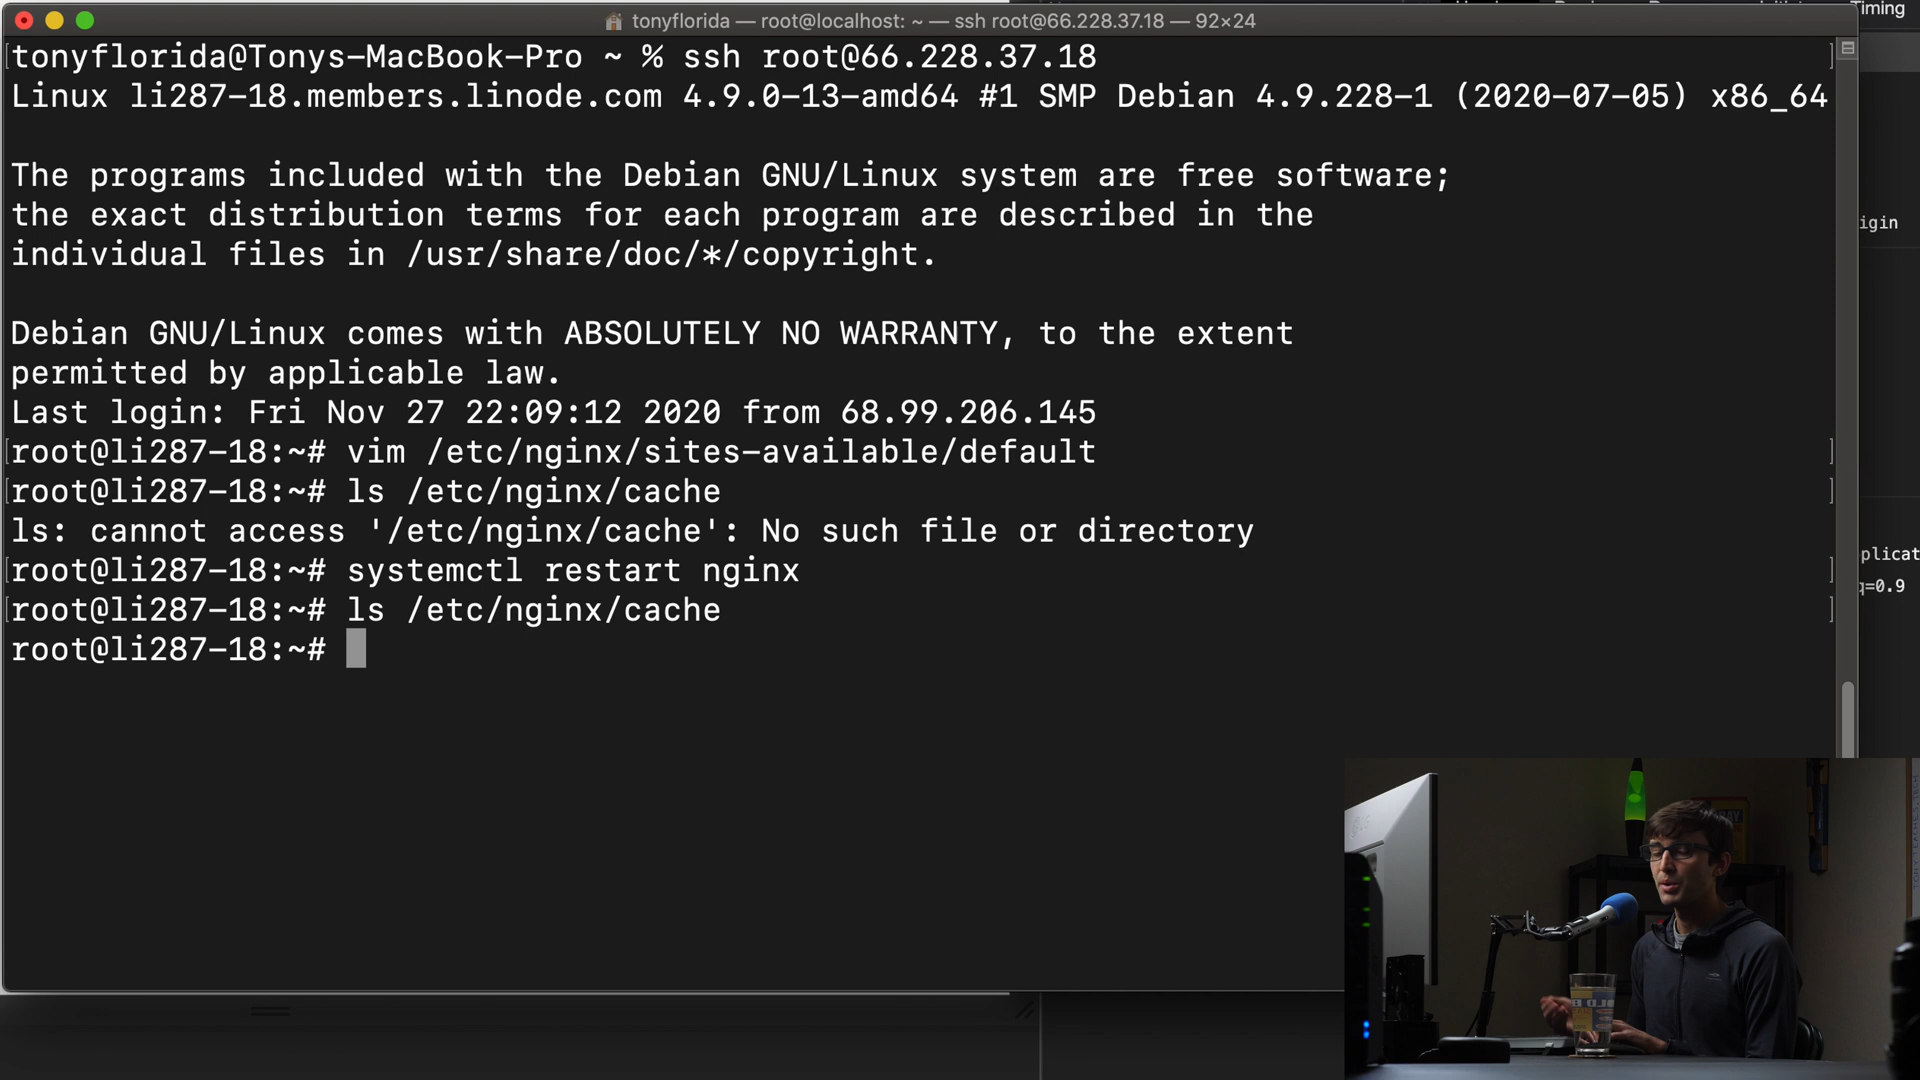 tonyflorida — root@localhost: ~ — ssh root@66.228.37.18 — 92×24
Timing
tonyflorida@Tonys-MacBook-Pro ~ % ssh root@66.228.37.18
Linux li287-18.members.linode.com 4.9.0-13-amd64 #1 SMP Debian 4.9.228-1 (2020-07-05) x86_64
The programs included with the Debian GNU/Linux system are free software;
the exact distribution terms for each program are described in the
igin
individual files in /usr/share/doc/*/copyright.
Debian GNU/Linux comes with ABSOLUTELY NO WARRANTY, to the extent
permitted by applicable law.
Last login: Fri Nov 27 22:09:12 2020 from 68.99.206.145
root@li287-18:~# vim /etc/nginx/sites-available/default
root@li287-18:~# ls /etc/nginx/cache
ls: cannot access '/etc/nginx/cache': No such file or directory
plicat
root@li287-18:~# systemctl restart nginx
q=0.9
root@li287-18:~# ls /etc/nginx/cache
root@li287-18:~#